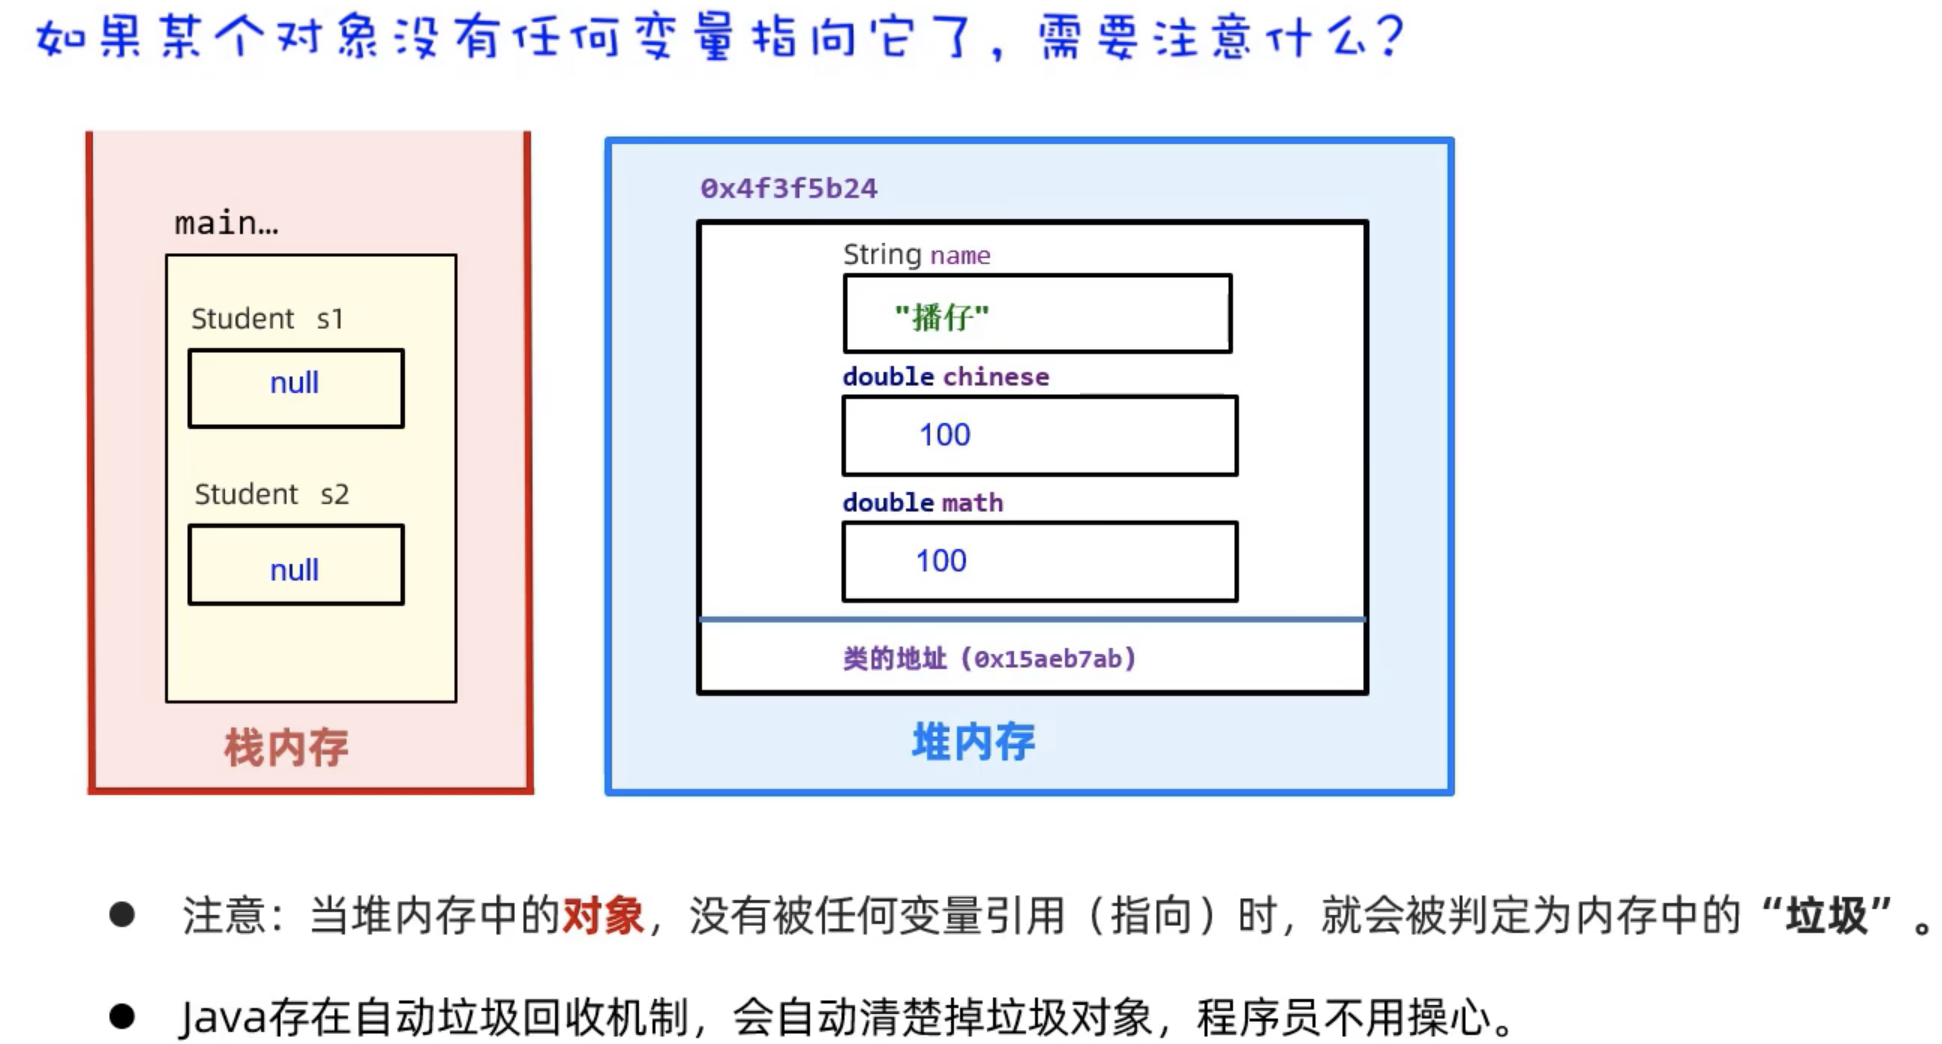 如果某个对象没有任何变量指向它了，需要注意什么？
main…
Student s1
null
Student s2
null
栈内存
0x4f3f5b24
String name
"播仔"
double chinese
100
double math
100
类的地址（0x15aeb7ab）
堆内存
● 注意：当堆内存中的对象，没有被任何变量引用（指向）时，就会被判定为内存中的“垃圾”。
● Java存在自动垃圾回收机制，会自动清楚掉垃圾对象，程序员不用操心。